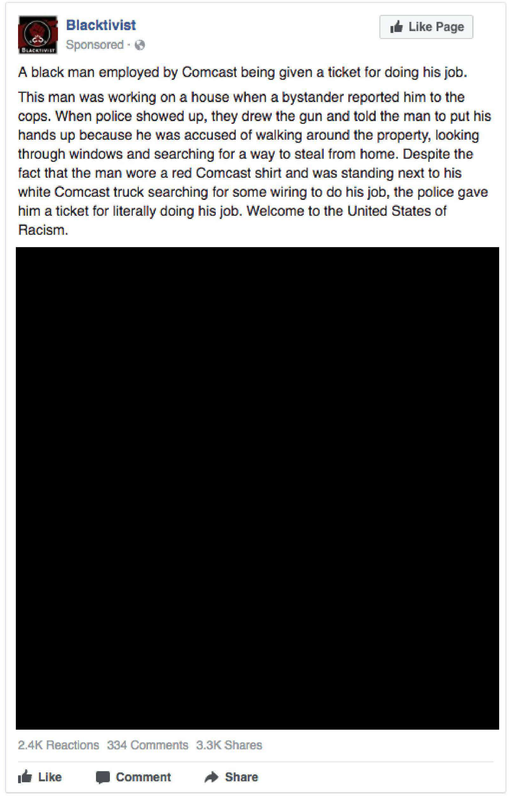 Blacktivist
Like Page
Sponsored ·
BLACKTIVIST
A black man employed by Comcast being given a ticket for doing his job.
This man was working on a house when a bystander reported him to the
cops. When police showed up, they drew the gun and told the man to put his
hands up because he was accused of walking around the property, looking
through windows and searching for a way to steal from home. Despite the
fact that the man wore a red Comcast shirt and was standing next to his
white Comcast truck searching for some wiring to do his job, the police gave
him a ticket for literally doing his job. Welcome to the United States of
Racism.
2.4K Reactions 334 Comments 3.3K Shares
Like Comment Share